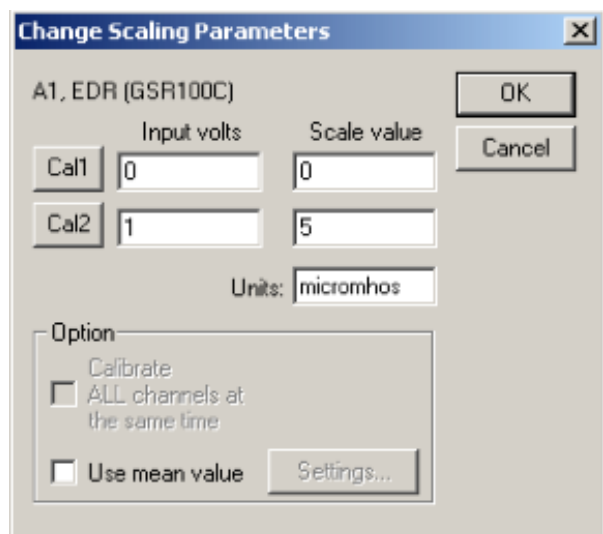 Change Scaling Parameters
A1, EDR (GSR100C)
OK
Input volts Scale value
Cancel
Cal1 0 0
Cal2 1 5
Units: micromhos
Option
Calibrate
ALL channels at
the same time
Use mean value Settings...